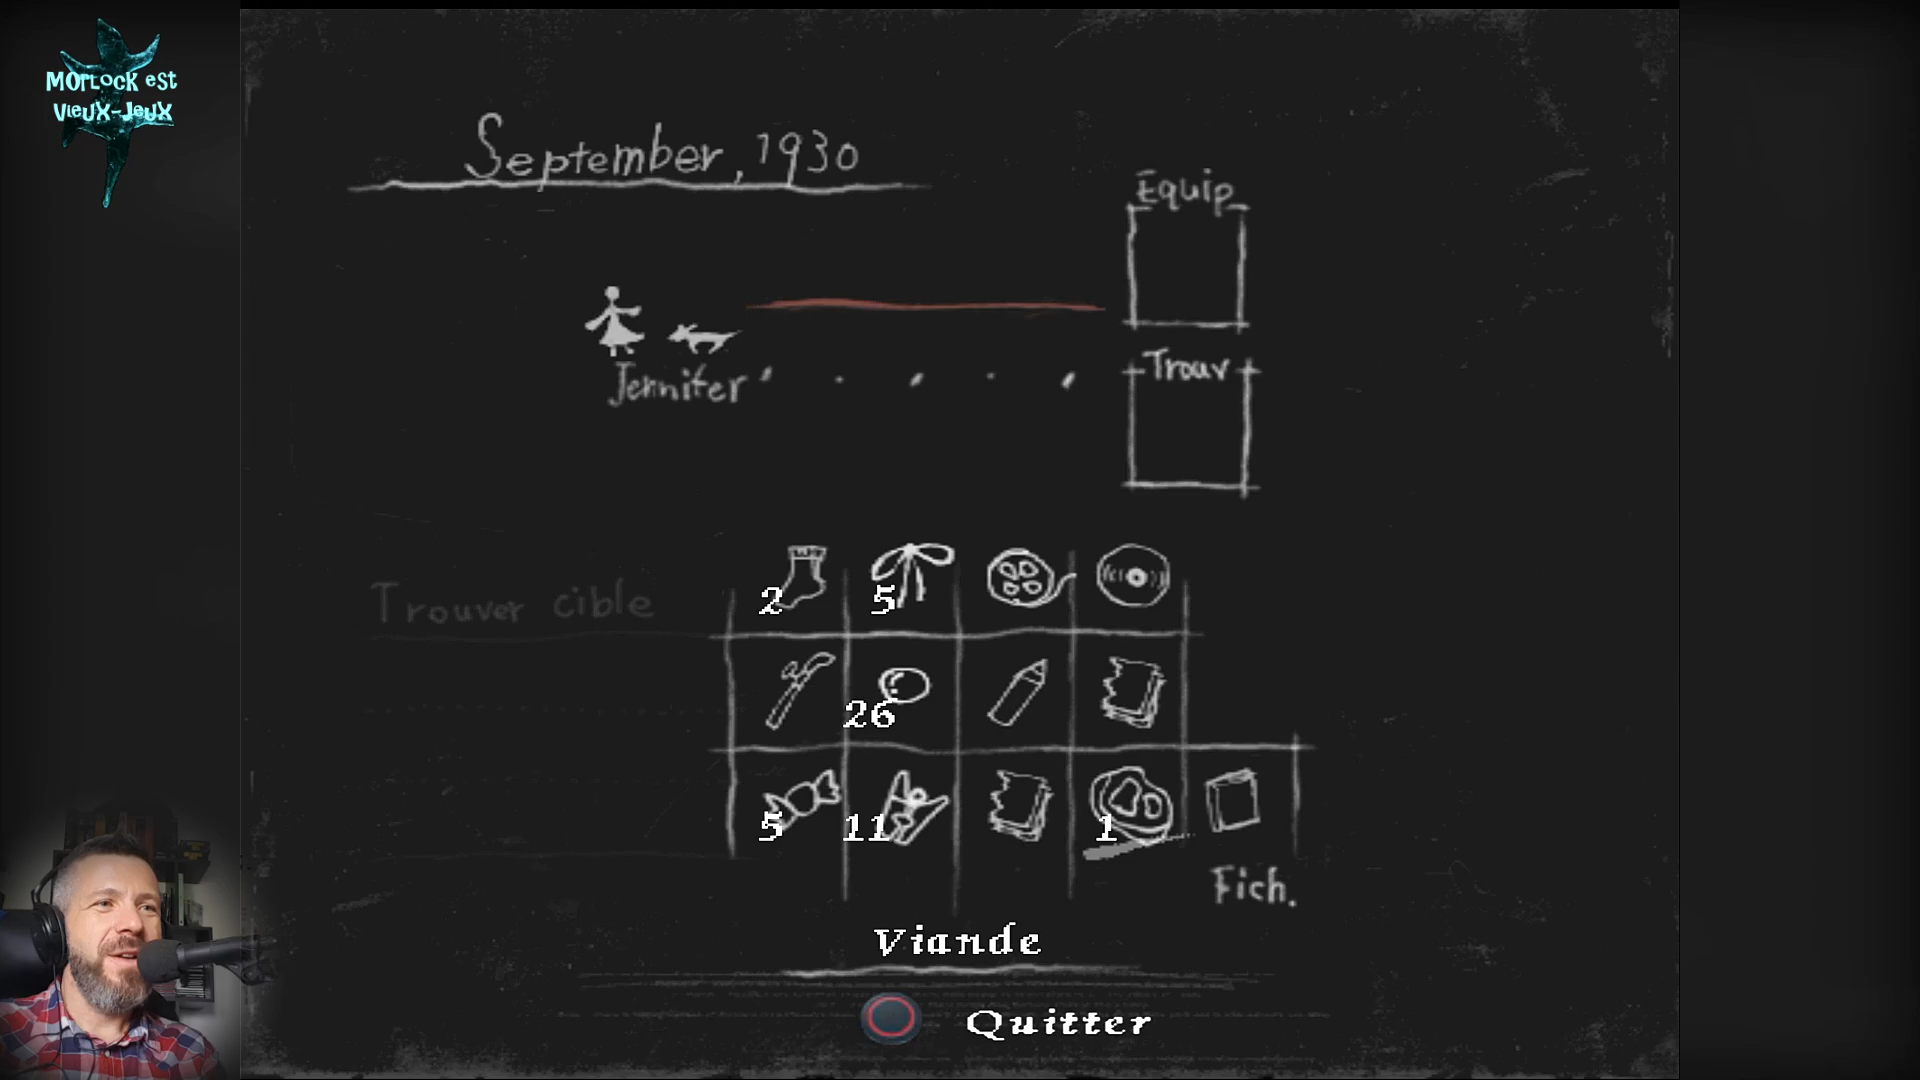 Morlock est
Vieux-Jeux
September, 1930
Equip
Jennifer
Trouv
Trouver cible
2
5
26
5
11
1
Fich.
Viande
Quitter